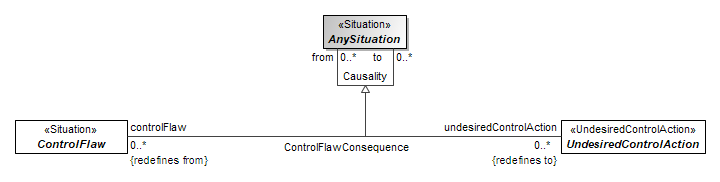 «Situation»
AnySituation
from 0..* to 0..*
Causality
«Situation»
ControlFlaw
controlFlaw
0..*
{redefines from}
ControlFlawConsequence
undesiredControlAction
0..*
{redefines to}
«UndesiredControlAction»
UndesiredControlAction